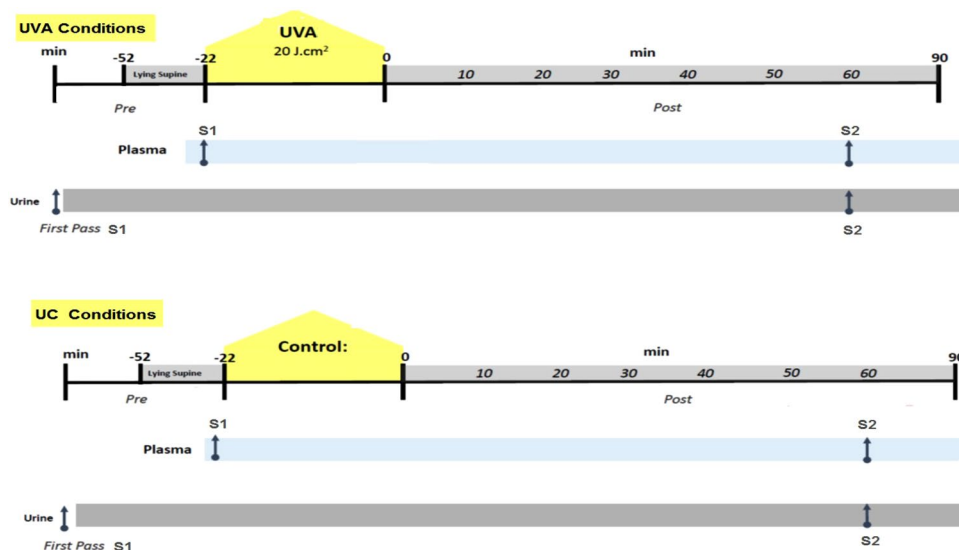 UVA Conditions
UVA
20 J.cm²
min -52 -22 0 min 90
Lying Supine 10 20 30 40 50 60
Pre Post
S1 S2
Plasma
Urine
First Pass S1 S2
UC Conditions
Control:
min -52 -22 0 min 90
Lying Supine 10 20 30 40 50 60
Pre Post
S1 S2
Plasma
Urine
First Pass S1 S2